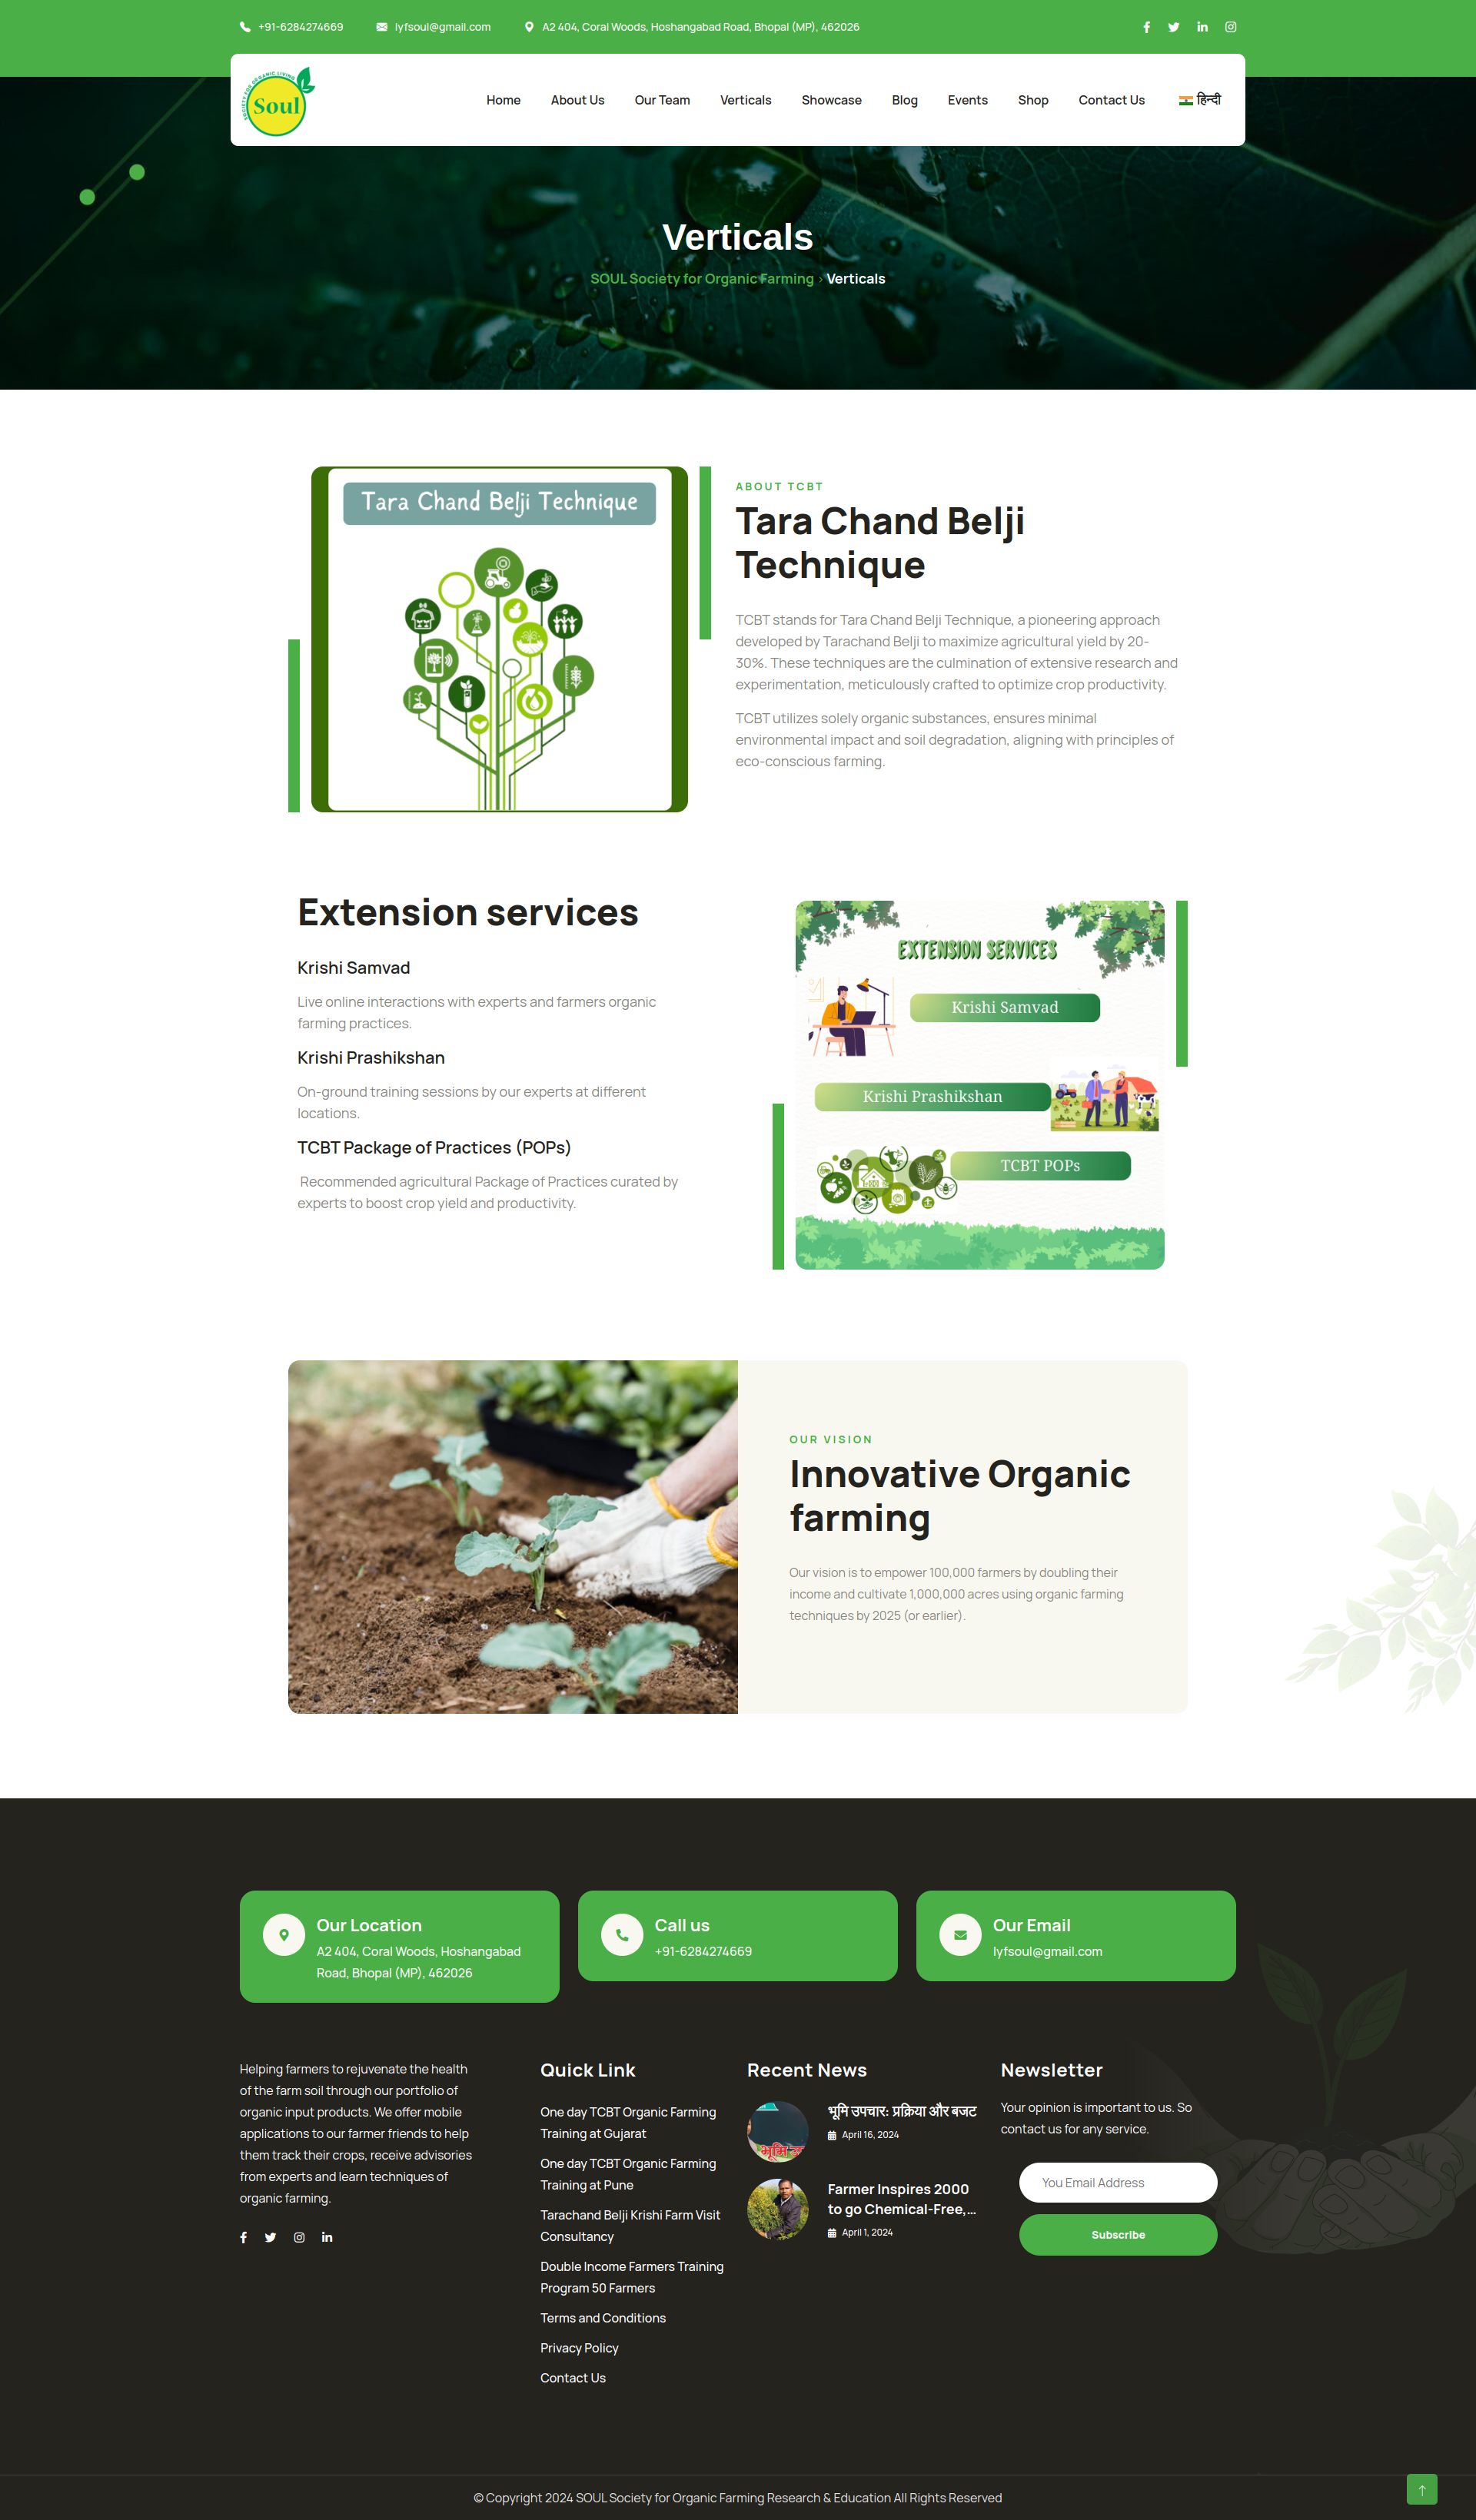 +91-6284274669
lyfsoul@gmail.com
A2 404, Coral Woods, Hoshangabad Road, Bhopal (MP), 462026
SOCIETY FOR ORGANIC LIVING
Soul
Home
About Us
Our Team
Verticals
Showcase
Blog
Events
Shop
Contact Us
हिन्दी
Verticals
SOUL Society for Organic Farming > Verticals
Tara Chand Belji Technique
ABOUT TCBT
Tara Chand Belji
Technique
TCBT stands for Tara Chand Belji Technique, a pioneering approach
developed by Tarachand Belji to maximize agricultural yield by 20-
30%. These techniques are the culmination of extensive research and
experimentation, meticulously crafted to optimize crop productivity.
TCBT utilizes solely organic substances, ensures minimal
environmental impact and soil degradation, aligning with principles of
eco-conscious farming.
Extension services
Krishi Samvad
Live online interactions with experts and farmers organic
farming practices.
Krishi Prashikshan
On-ground training sessions by our experts at different
locations.
TCBT Package of Practices (POPs)
Recommended agricultural Package of Practices curated by
experts to boost crop yield and productivity.
EXTENSION SERVICES
Krishi Samvad
Krishi Prashikshan
TCBT POPs
OUR VISION
Innovative Organic
farming
Our vision is to empower 100,000 farmers by doubling their
income and cultivate 1,000,000 acres using organic farming
techniques by 2025 (or earlier).
Our Location
A2 404, Coral Woods, Hoshangabad
Road, Bhopal (MP), 462026
Call us
+91-6284274669
Our Email
lyfsoul@gmail.com
Helping farmers to rejuvenate the health
of the farm soil through our portfolio of
organic input products. We offer mobile
applications to our farmer friends to help
them track their crops, receive advisories
from experts and learn techniques of
organic farming.
Quick Link
One day TCBT Organic Farming
Training at Gujarat
One day TCBT Organic Farming
Training at Pune
Tarachand Belji Krishi Farm Visit
Consultancy
Double Income Farmers Training
Program 50 Farmers
Terms and Conditions
Privacy Policy
Contact Us
Recent News
भूमि
भूमि उपचार: प्रक्रिया और बजट
April 16, 2024
Farmer Inspires 2000
to go Chemical-Free,...
April 1, 2024
Newsletter
Your opinion is important to us. So
contact us for any service.
You Email Address
Subscribe
© Copyright 2024 SOUL Society for Organic Farming Research & Education All Rights Reserved